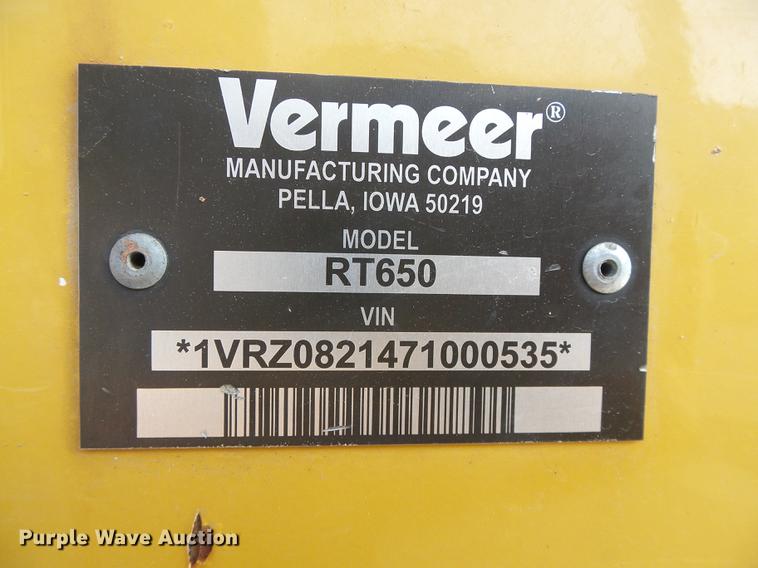 Vermeer®
MANUFACTURING COMPANY
PELLA, IOWA 50219
MODEL
RT650
VIN
*1VRZ0821471000535*
Purple Wave Auction